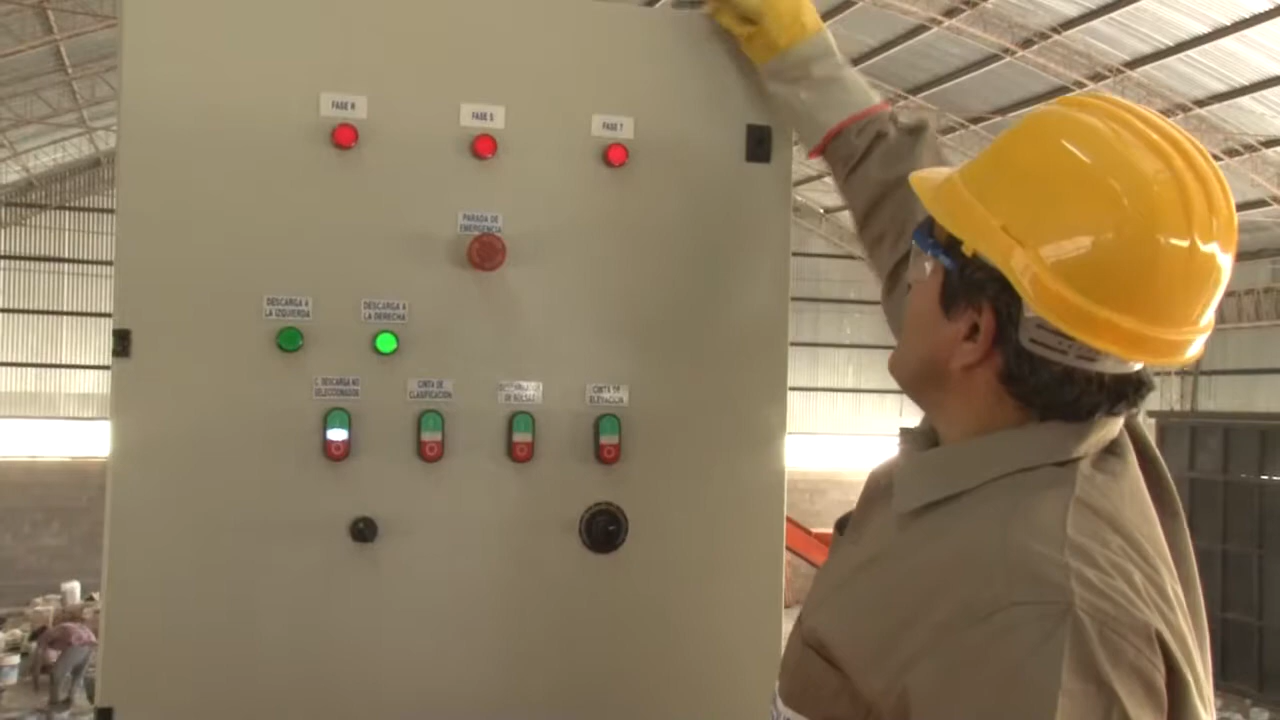 FASE R
FASE S
FASE T
PARADA DE
EMERGENCIA
DESCARGA A
LA IZQUIERDA
DESCARGA A
LA DERECHA
C. DESCARGA NO
SELECCIONADOS
CINTA DE
CLASIFICACION
DE BOLSAS
CINTA DE
ELEVACION